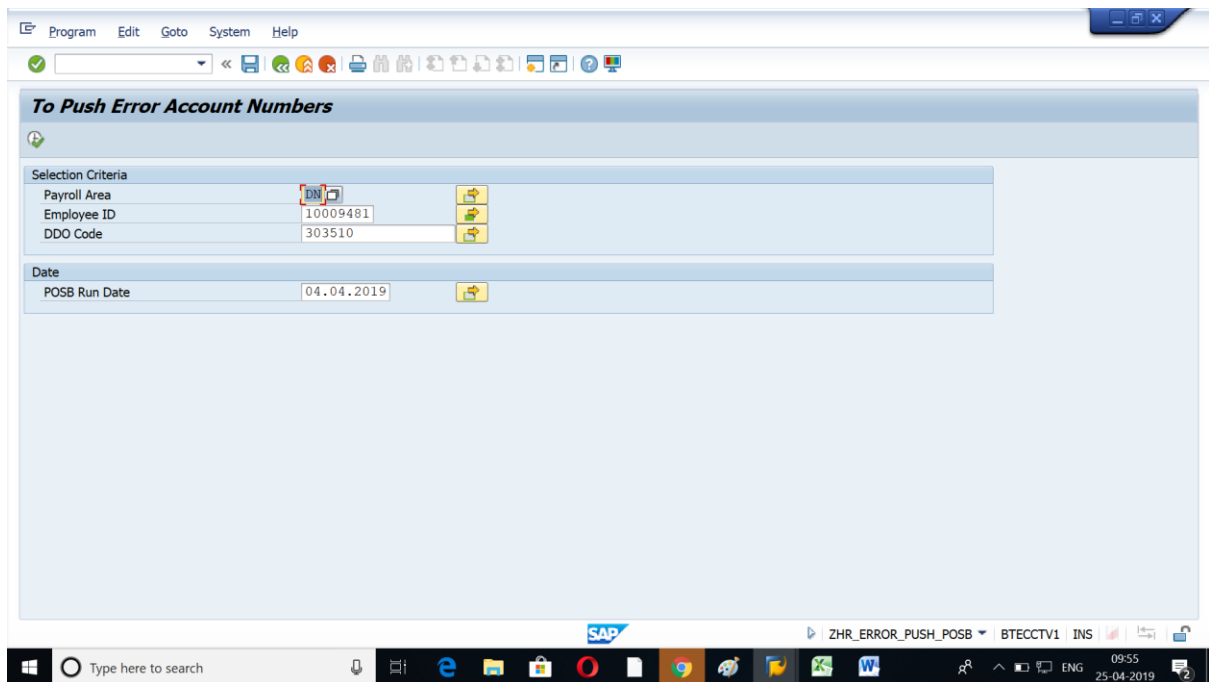 Program Edit Goto System Help
To Push Error Account Numbers
Selection Criteria
Payroll Area DN
Employee ID 10009481
DDO Code 303510
Date
POSB Run Date 04.04.2019
SAP ZHR_ERROR_PUSH_POSB BTECCTV1 INS
Type here to search ENG 09:55
25-04-2019
2